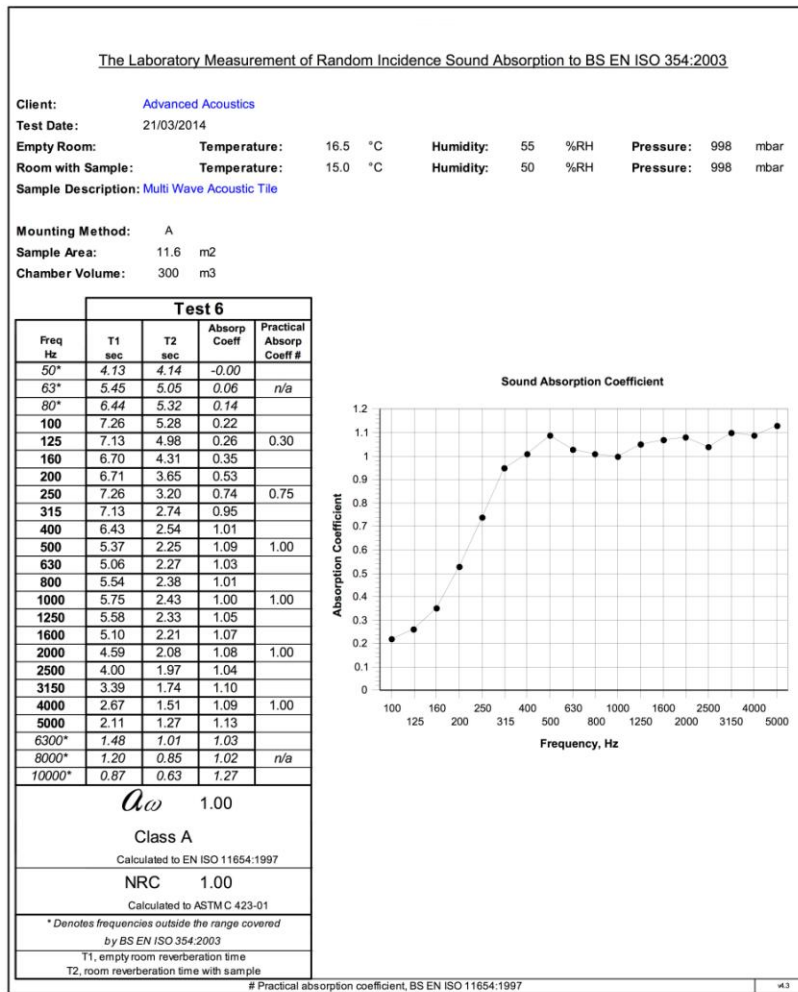 The Laboratory Measurement of Random Incidence Sound Absorption to BS EN ISO 354:2003
Client: Advanced Acoustics
Test Date: 21/03/2014
Empty Room: Temperature: 16.5 °C Humidity: 55 %RH Pressure: 998 mbar
Room with Sample: Temperature: 15.0 °C Humidity: 50 %RH Pressure: 998 mbar
Sample Description: Multi Wave Acoustic Tile
Mounting Method: A
Sample Area: 11.6 m2
Chamber Volume: 300 m3
Test 6
Freq Hz T1 sec T2 sec Absorp Coeff Practical Absorp Coeff #
50* 4.13 4.14 -0.00
63* 5.45 5.05 0.06 n/a
80* 6.44 5.32 0.14
100 7.26 5.28 0.22
125 7.13 4.98 0.26 0.30
160 6.70 4.31 0.35
200 6.71 3.65 0.53
250 7.26 3.20 0.74 0.75
315 7.13 2.74 0.95
400 6.43 2.54 1.01
500 5.37 2.25 1.09 1.00
630 5.06 2.27 1.03
800 5.54 2.38 1.01
1000 5.75 2.43 1.00 1.00
1250 5.58 2.33 1.05
1600 5.10 2.21 1.07
2000 4.59 2.08 1.08 1.00
2500 4.00 1.97 1.04
3150 3.39 1.74 1.10
4000 2.67 1.51 1.09 1.00
5000 2.11 1.27 1.13
6300* 1.48 1.01 1.03
8000* 1.20 0.85 1.02 n/a
10000* 0.87 0.63 1.27
αω 1.00
Class A
Calculated to EN ISO 11654:1997
NRC 1.00
Calculated to ASTM C 423-01
* Denotes frequencies outside the range covered
by BS EN ISO 354:2003
T1, empty room reverberation time
T2, room reverberation time with sample
Sound Absorption Coefficient
Absorption Coefficient
1.2
1.1
1
0.9
0.8
0.7
0.6
0.5
0.4
0.3
0.2
0.1
0
100 160 250 400 630 1000 1600 2500 4000
125 200 315 500 800 1250 2000 3150 5000
Frequency, Hz
# Practical absorption coefficient, BS EN ISO 11654:1997
v4.3